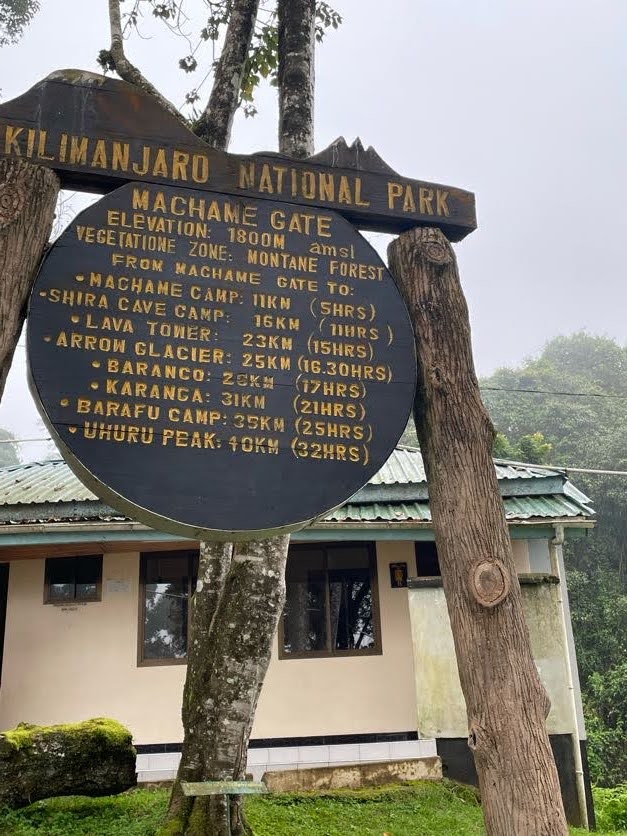 KILIMANJARO NATIONAL PARK
MACHAME GATE
ELEVATION: 1800M amsl
VEGETATIONE ZONE: MONTANE FOREST
FROM MACHAME GATE TO:
• MACHAME CAMP: 11KM (5HRS)
• SHIRA CAVE CAMP: 16KM (11HRS)
• LAVA TOWER: 23KM (15HRS)
• ARROW GLACIER: 25KM (16.30HRS)
• BARANCO: (17HRS)
• KARANGA: 31KM (21HRS)
• BARAFU CAMP: 35KM (25HRS)
• UHURU PEAK: 40KM (32HRS)